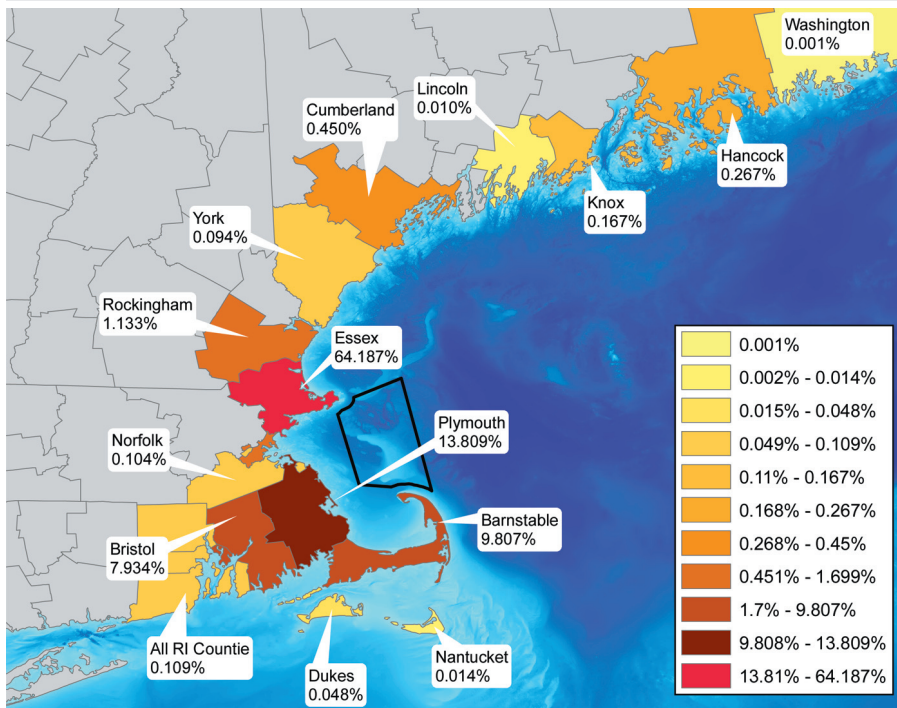 Washington
0.001%
Lincoln
0.010%
Cumberland
0.450%
Hancock
0.267%
Knox
0.167%
York
0.094%
Rockingham
1.133%
Essex
64.187%
Plymouth
13.809%
Norfolk
0.104%
Barnstable
9.807%
Bristol
7.934%
All RI Countie
0.109%
Dukes
0.048%
Nantucket
0.014%
0.001%
0.002% - 0.014%
0.015% - 0.048%
0.049% - 0.109%
0.11% - 0.167%
0.168% - 0.267%
0.268% - 0.45%
0.451% - 1.699%
1.7% - 9.807%
9.808% - 13.809%
13.81% - 64.187%